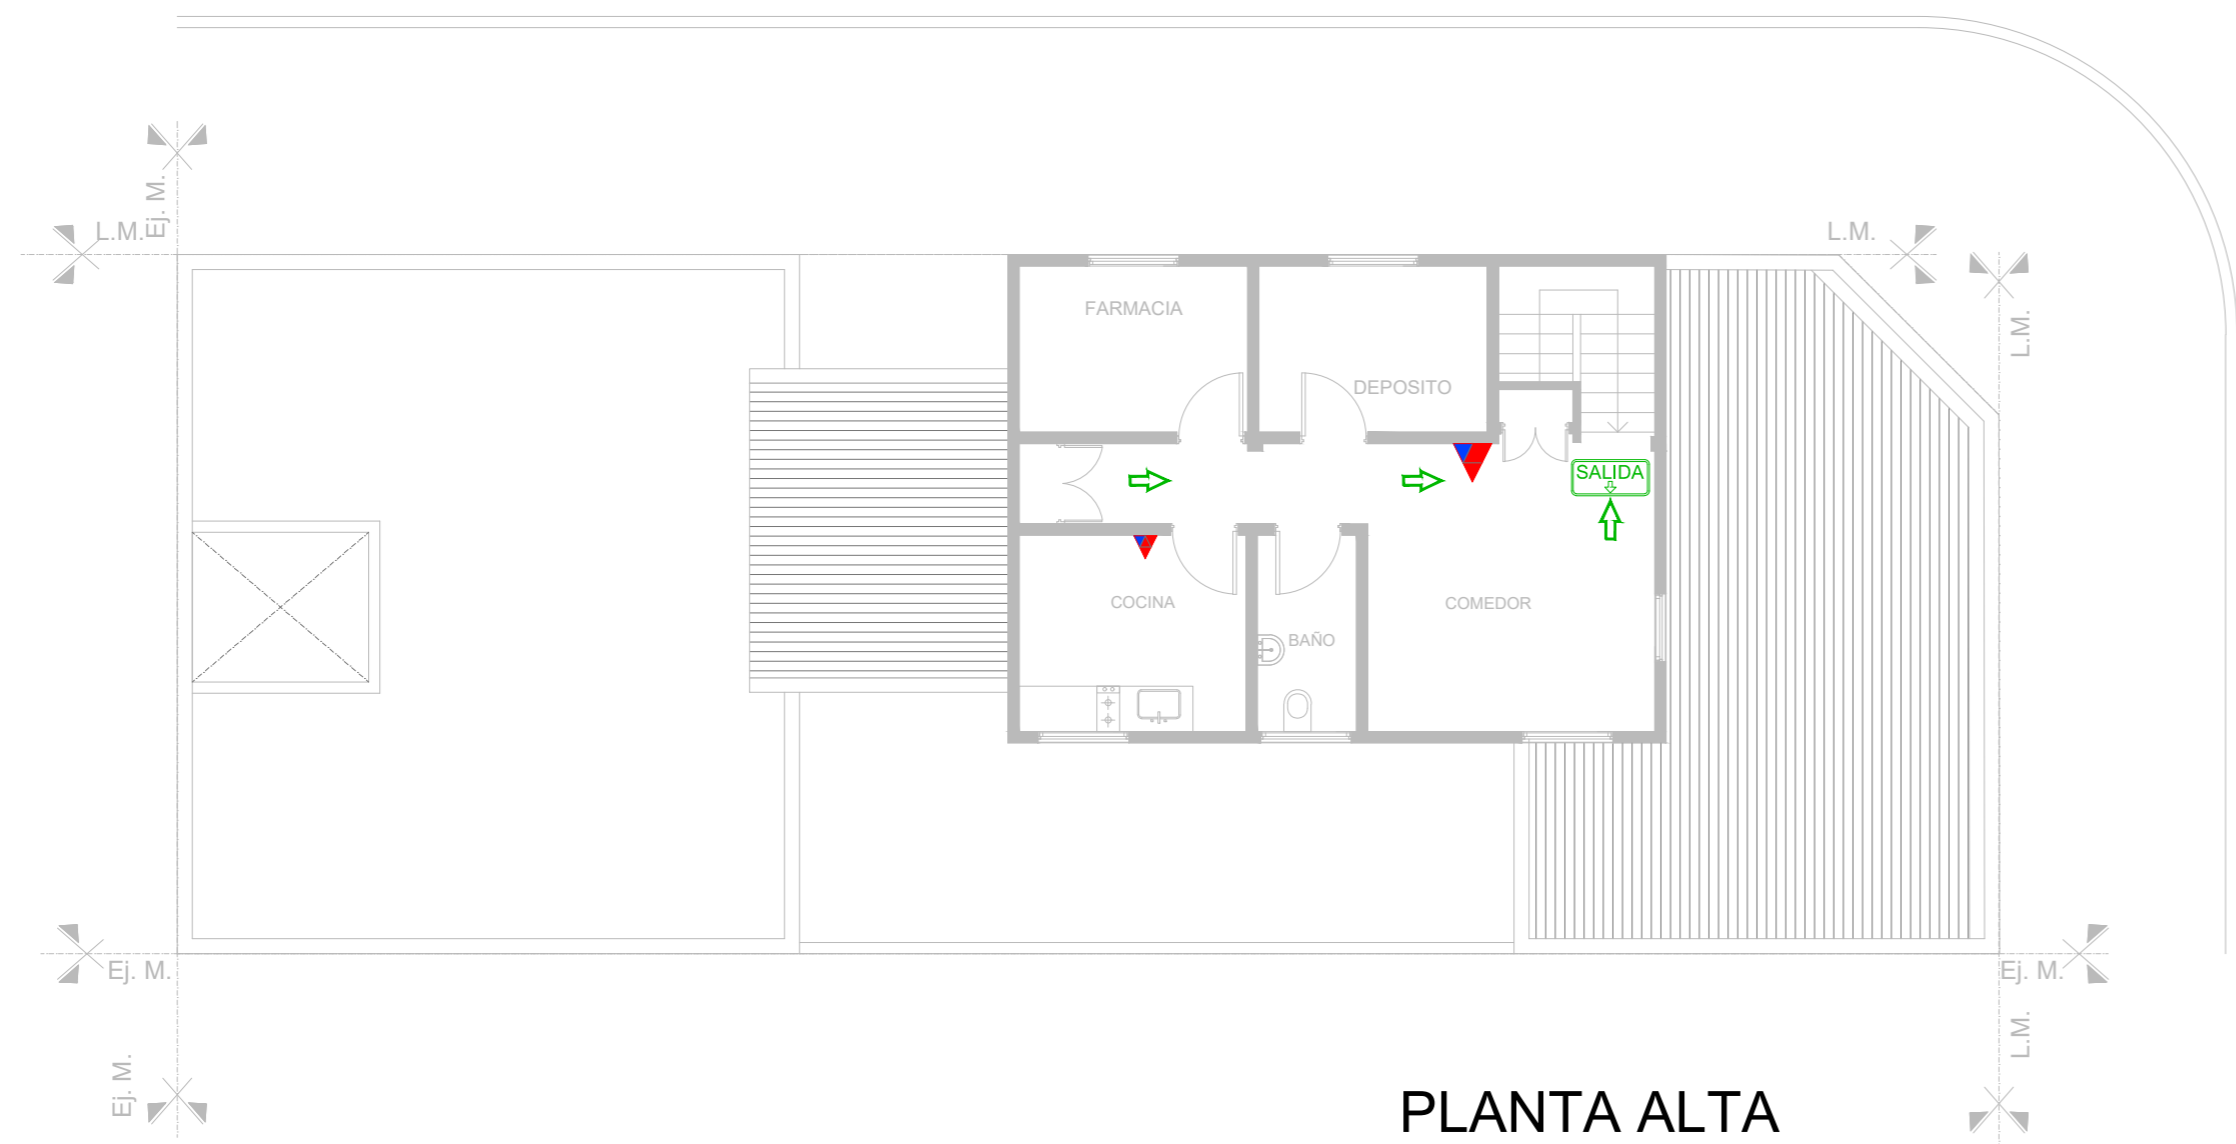 Ej. M.
L.M.
L.M.
L.M.
FARMACIA
DEPOSITO
SALIDA
COCINA
COMEDOR
BAÑO
Ej. M.
Ej. M.
Ej. M.
L.M.
PLANTA ALTA